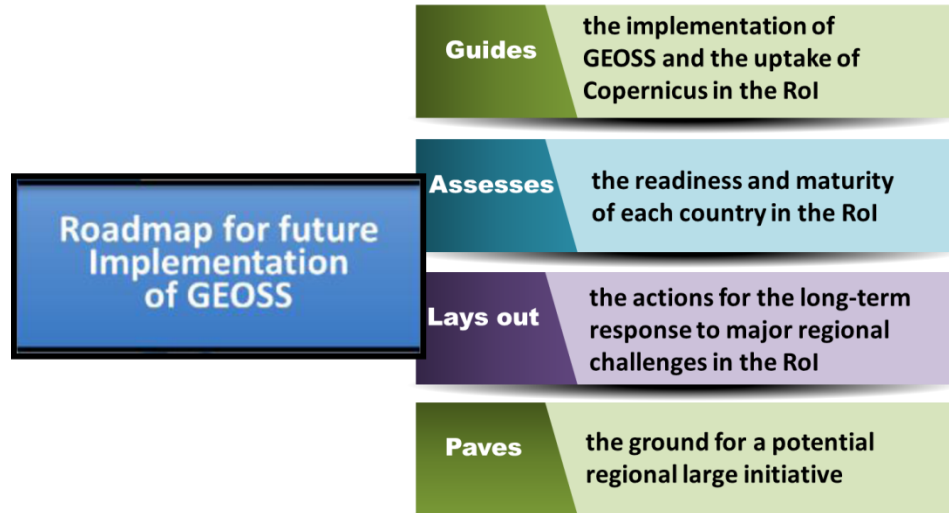 Roadmap for future
Implementation
of GEOSS
Guides
the implementation of
GEOSS and the uptake of
Copernicus in the RoI
Assesses
the readiness and maturity
of each country in the RoI
Lays out
the actions for the long-term
response to major regional
challenges in the RoI
Paves
the ground for a potential
regional large initiative